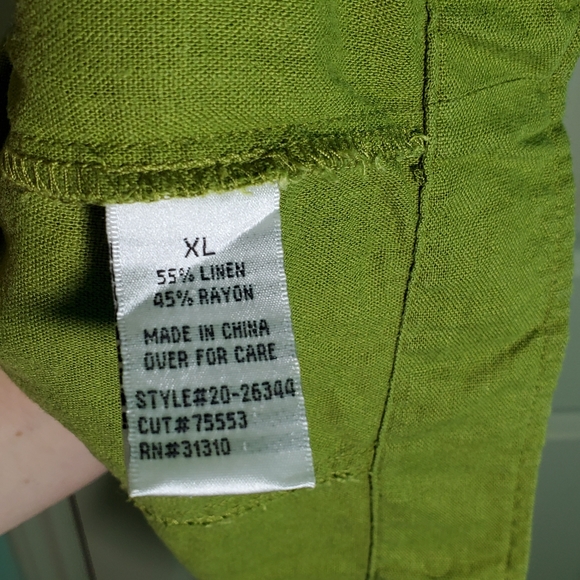 XL
55% LINEN
45% RAYON
MADE IN CHINA
OVER FOR CARE
STYLE#20-26344
CUT#75553
RN#31310